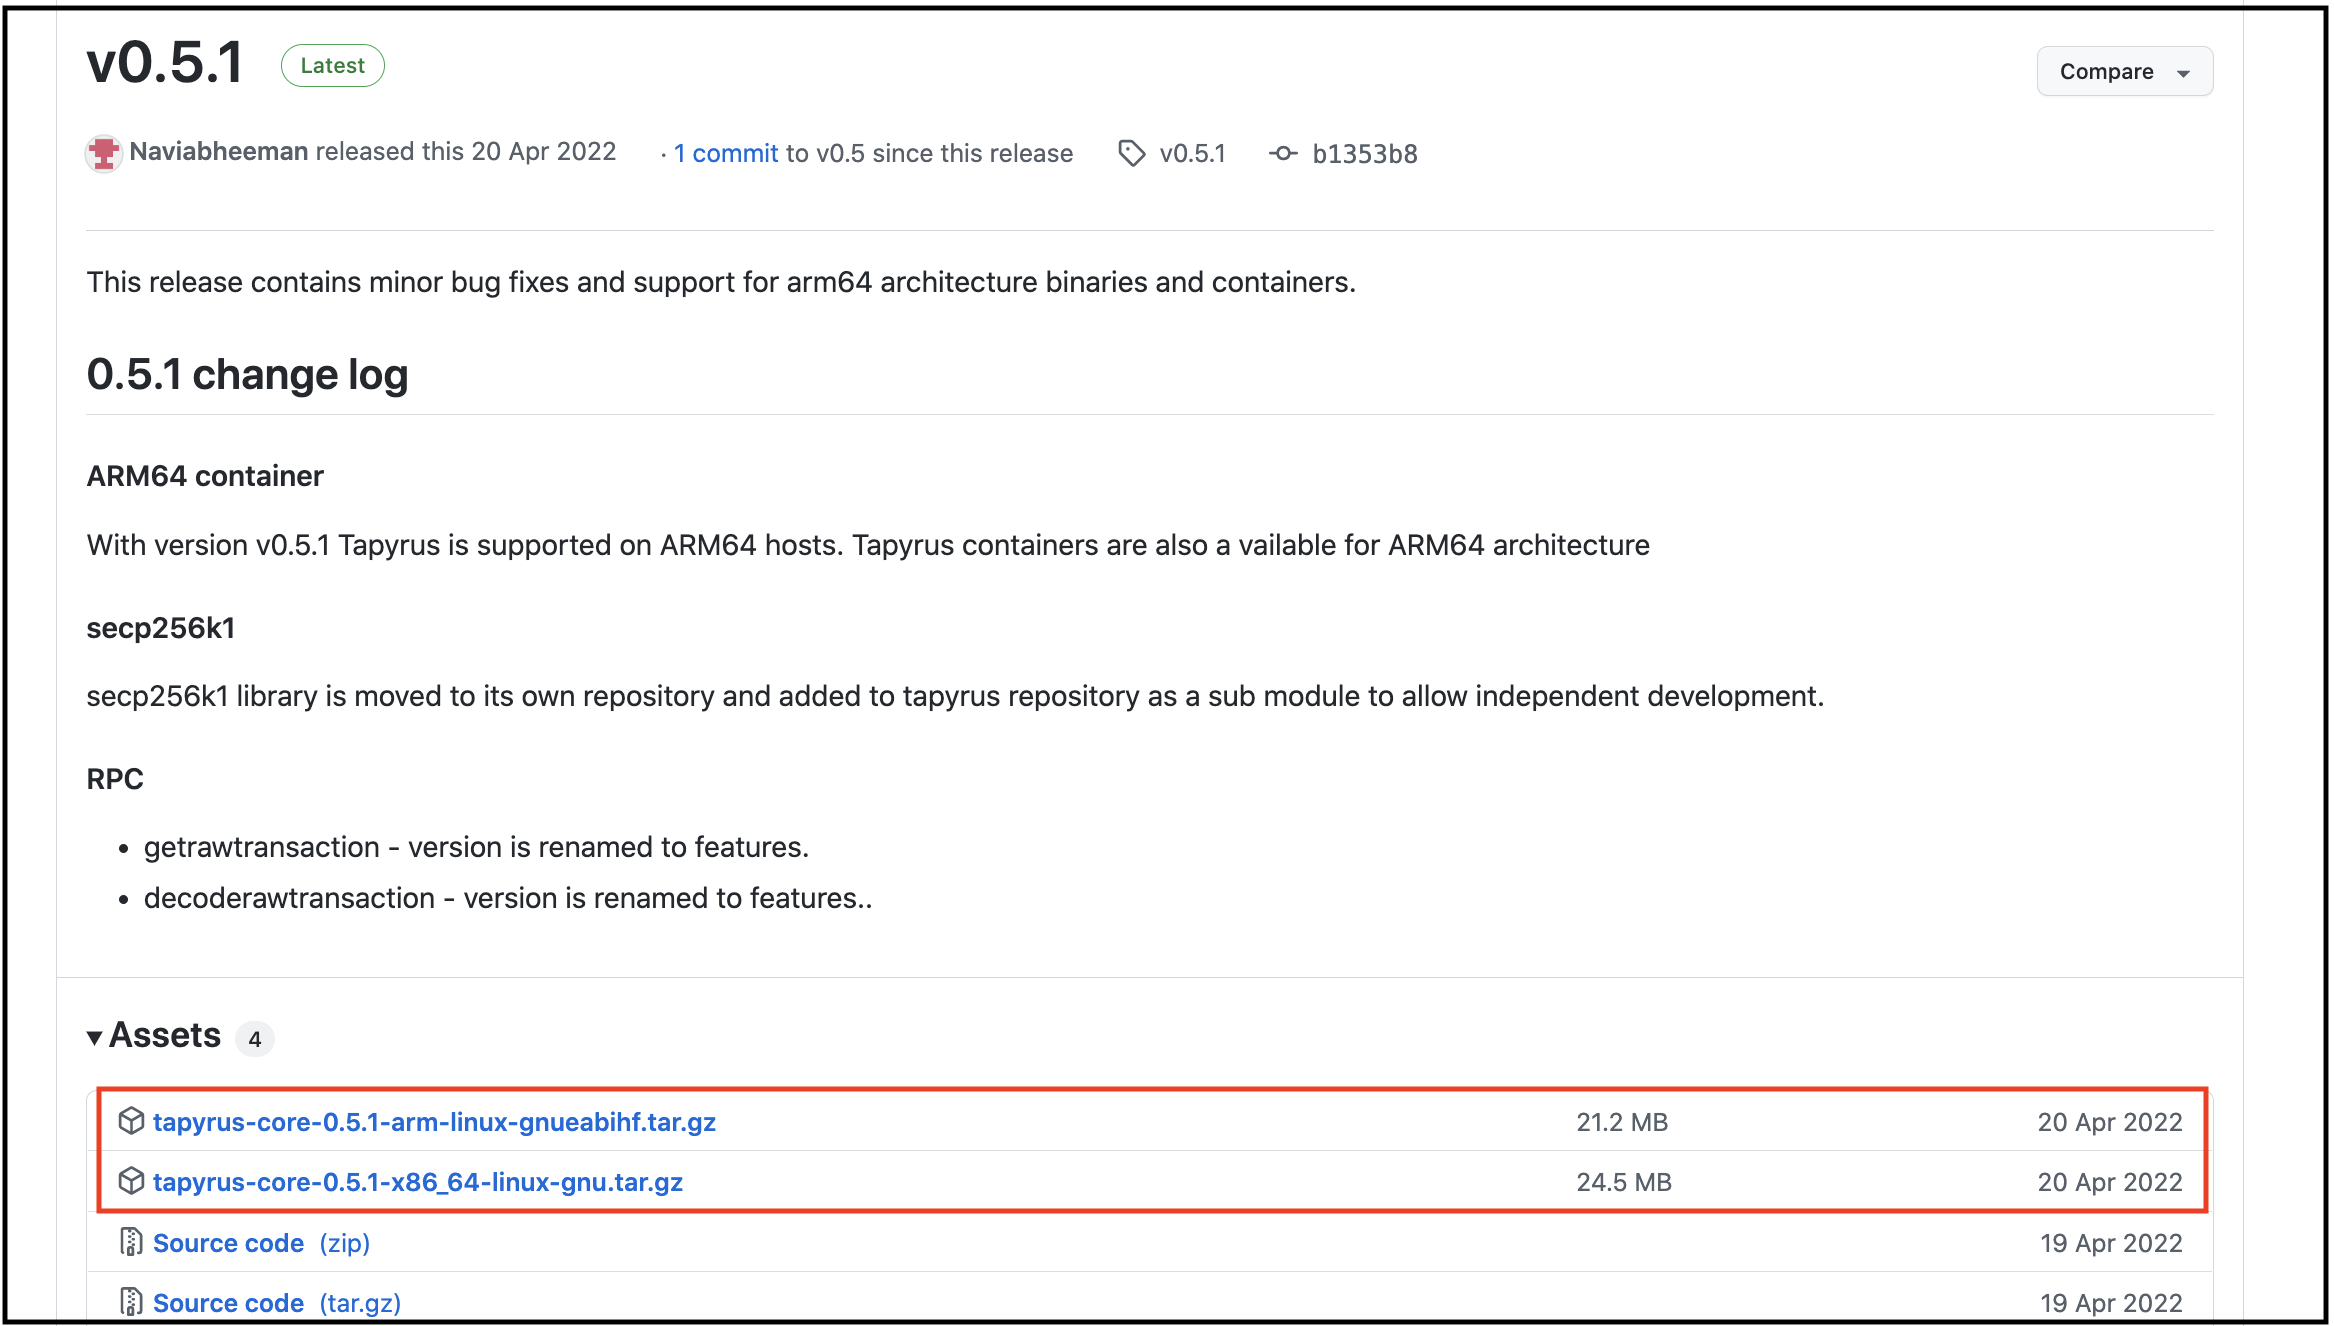 v0.5.1 Latest Compare
Naviabheeman released this 20 Apr 2022 · 1 commit to v0.5 since this release v0.5.1 b1353b8
This release contains minor bug fixes and support for arm64 architecture binaries and containers.
0.5.1 change log
ARM64 container
With version v0.5.1 Tapyrus is supported on ARM64 hosts. Tapyrus containers are also a vailable for ARM64 architecture
secp256k1
secp256k1 library is moved to its own repository and added to tapyrus repository as a sub module to allow independent development.
RPC
• getrawtransaction - version is renamed to features.
• decoderawtransaction - version is renamed to features..
Assets 4
tapyrus-core-0.5.1-arm-linux-gnueabihf.tar.gz 21.2 MB 20 Apr 2022
tapyrus-core-0.5.1-x86_64-linux-gnu.tar.gz 24.5 MB 20 Apr 2022
Source code (zip) 19 Apr 2022
Source code (tar.gz) 19 Apr 2022